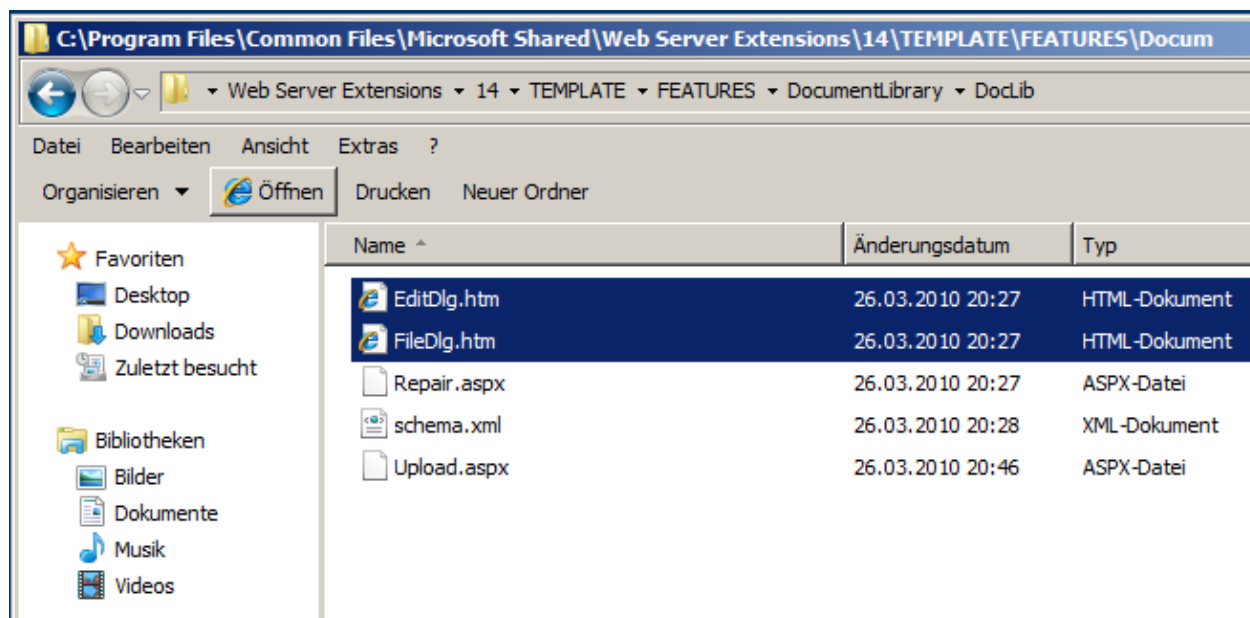 C:\Program Files\Common Files\Microsoft Shared\Web Server Extensions\14\TEMPLATE\FEATURES\Docum
Web Server Extensions 14 TEMPLATE FEATURES DocumentLibrary DocLib
Datei Bearbeiten Ansicht Extras ?
Organisieren Öffnen Drucken Neuer Ordner
Favoriten
Desktop
Downloads
Zuletzt besucht
Bibliotheken
Bilder
Dokumente
Musik
Videos
Name Änderungsdatum Typ
EditDlg.htm 26.03.2010 20:27 HTML-Dokument
FileDlg.htm 26.03.2010 20:27 HTML-Dokument
Repair.aspx 26.03.2010 20:27 ASPX-Datei
schema.xml 26.03.2010 20:28 XML-Dokument
Upload.aspx 26.03.2010 20:46 ASPX-Datei